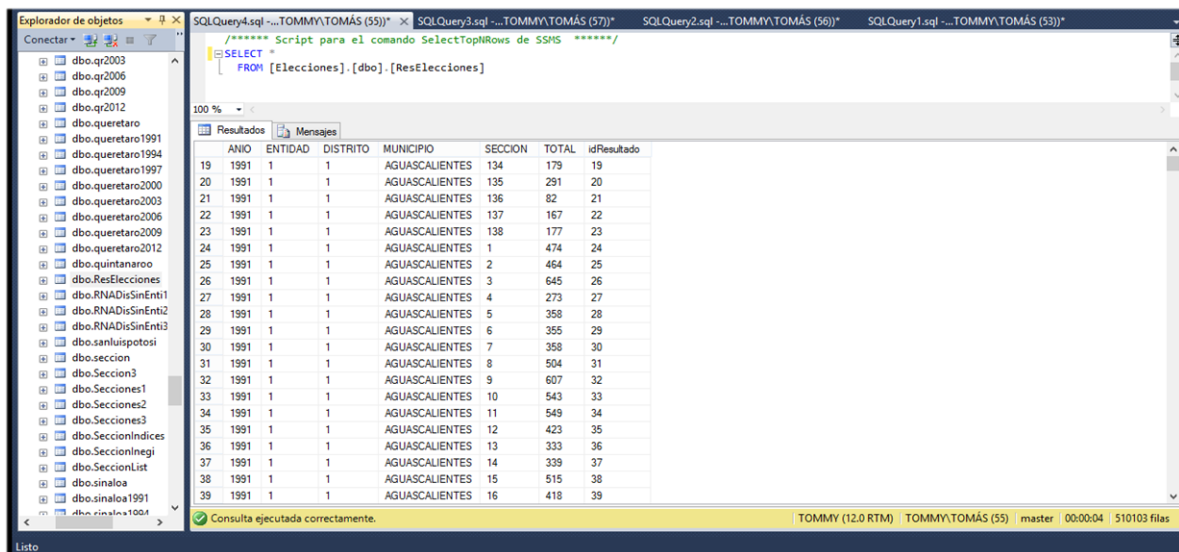 Explorador de objetos
Conectar
dbo.qr2003
dbo.qr2006
dbo.qr2009
dbo.qr2012
dbo.queretaro
dbo.queretaro1991
dbo.queretaro1994
dbo.queretaro1997
dbo.queretaro2000
dbo.queretaro2003
dbo.queretaro2006
dbo.queretaro2009
dbo.queretaro2012
dbo.quintanaroo
dbo.ResElecciones
dbo.RNADisSinEnti1
dbo.RNADisSinEnti2
dbo.RNADisSinEnti3
dbo.sanluispotosi
dbo.seccion
dbo.Seccion3
dbo.Secciones1
dbo.Secciones2
dbo.Secciones3
dbo.SeccionIndices
dbo.SeccionInegi
dbo.SeccionList
dbo.sinaloa
dbo.sinaloa1991
dbo.sinaloa1994
SQLQuery4.sql -...TOMMY\TOMÁS (55))* SQLQuery3.sql -...TOMMY\TOMÁS (57))* SQLQuery2.sql -...TOMMY\TOMÁS (56))* SQLQuery1.sql -...TOMMY\TOMÁS (53))*
/****** Script para el comando SelectTopNRows de SSMS ******/
SELECT *
FROM [Elecciones].[dbo].[ResElecciones]
100 %
Resultados Mensajes
ANIO ENTIDAD DISTRITO MUNICIPIO SECCION TOTAL idResultado
19 1991 1 1 AGUASCALIENTES 134 179 19
20 1991 1 1 AGUASCALIENTES 135 291 20
21 1991 1 1 AGUASCALIENTES 136 82 21
22 1991 1 1 AGUASCALIENTES 137 167 22
23 1991 1 1 AGUASCALIENTES 138 177 23
24 1991 1 1 AGUASCALIENTES 1 474 24
25 1991 1 1 AGUASCALIENTES 2 464 25
26 1991 1 1 AGUASCALIENTES 3 645 26
27 1991 1 1 AGUASCALIENTES 4 273 27
28 1991 1 1 AGUASCALIENTES 5 358 28
29 1991 1 1 AGUASCALIENTES 6 355 29
30 1991 1 1 AGUASCALIENTES 7 358 30
31 1991 1 1 AGUASCALIENTES 8 504 31
32 1991 1 1 AGUASCALIENTES 9 607 32
33 1991 1 1 AGUASCALIENTES 10 543 33
34 1991 1 1 AGUASCALIENTES 11 549 34
35 1991 1 1 AGUASCALIENTES 12 423 35
36 1991 1 1 AGUASCALIENTES 13 333 36
37 1991 1 1 AGUASCALIENTES 14 339 37
38 1991 1 1 AGUASCALIENTES 15 515 38
39 1991 1 1 AGUASCALIENTES 16 418 39
Consulta ejecutada correctamente. TOMMY (12.0 RTM) TOMMY\TOMÁS (55) master 00:00:04 510103 filas
Listo